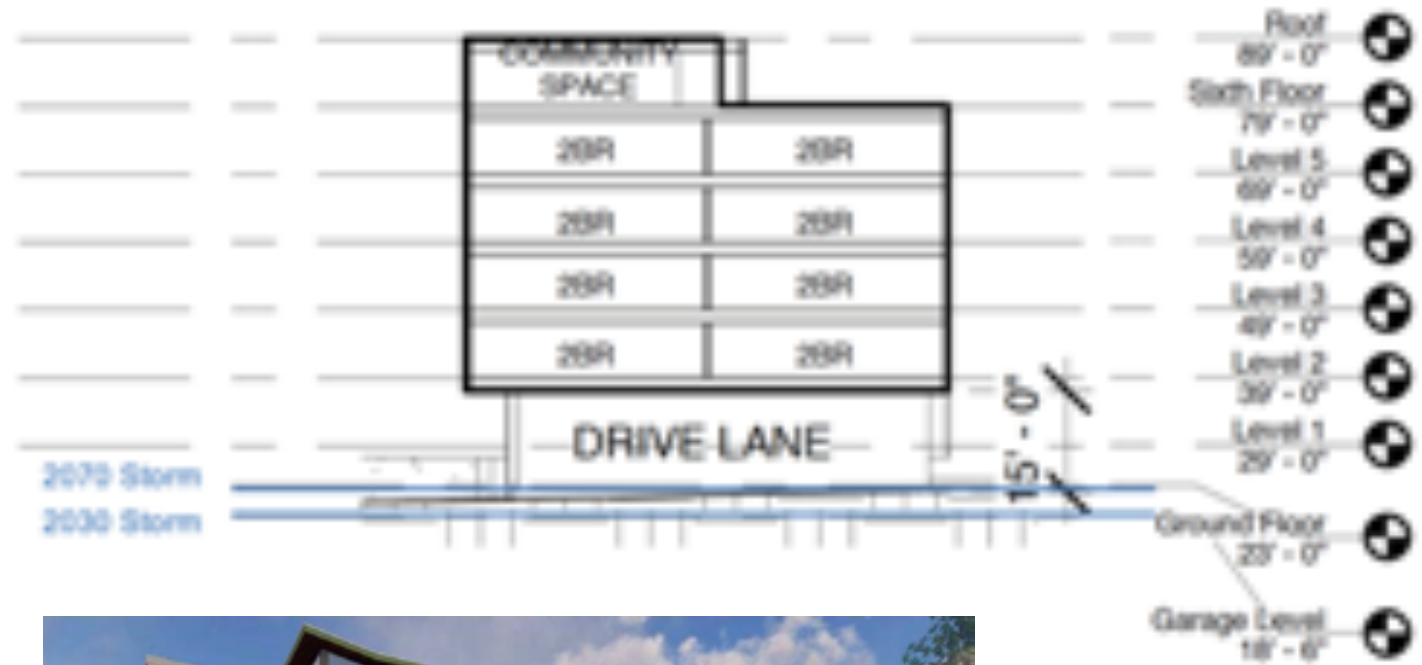 COMMUNITY
SPACE
2BR 2BR
2BR 2BR
2BR 2BR
2BR 2BR
DRIVE LANE
15' - 0"
2070 Storm
2030 Storm
Roof
89' - 0"
Sixth Floor
79' - 0"
Level 5
69' - 0"
Level 4
59' - 0"
Level 3
49' - 0"
Level 2
39' - 0"
Level 1
29' - 0"
Ground Floor
23' - 0"
Garage Level
18' - 6"